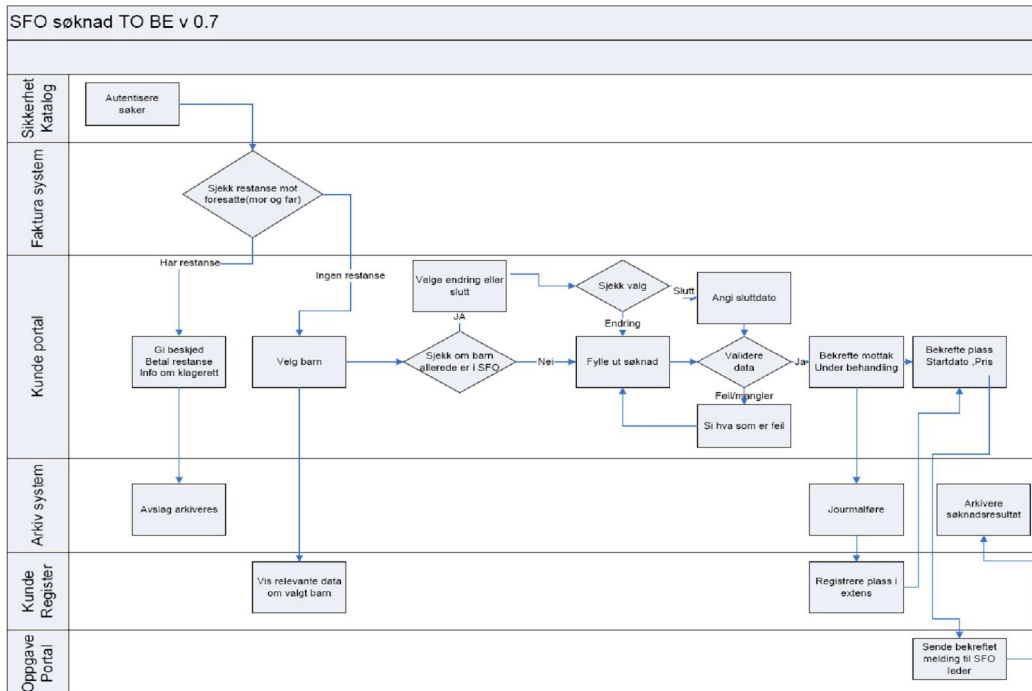 SFO søknad TO BE v 0.7
Sikkerhet
Katalog
Autentisere
søker
Faktura system
Sjekk restanse mot
foresatte(mor og far)
Kunde portal
Har restanse
Ingen restanse
Velge endring eller
slutt
Sjekk valg
Slutt
Angi sluttdato
JA
Endring
Gi beskjed
Betal restanse
Info om klagerett
Velg barn
Sjekk om barn
allerede er i SFO
Nei
Fylle ut søknad
Validere
data
Ja
Bekrefte mottak
Under behandling
Bekrefte plass
Startdato ,Pris
Feil/mangler
Si hva som er feil
Arkiv system
Avslag arkiveres
Jourmalføre
Arkivere
søknadsresultat
Kunde
Register
Vis relevante data
om valgt barn
Registrere plass i
extens
Oppgave
Portal
Sende bekreftet
melding til SFO
leder